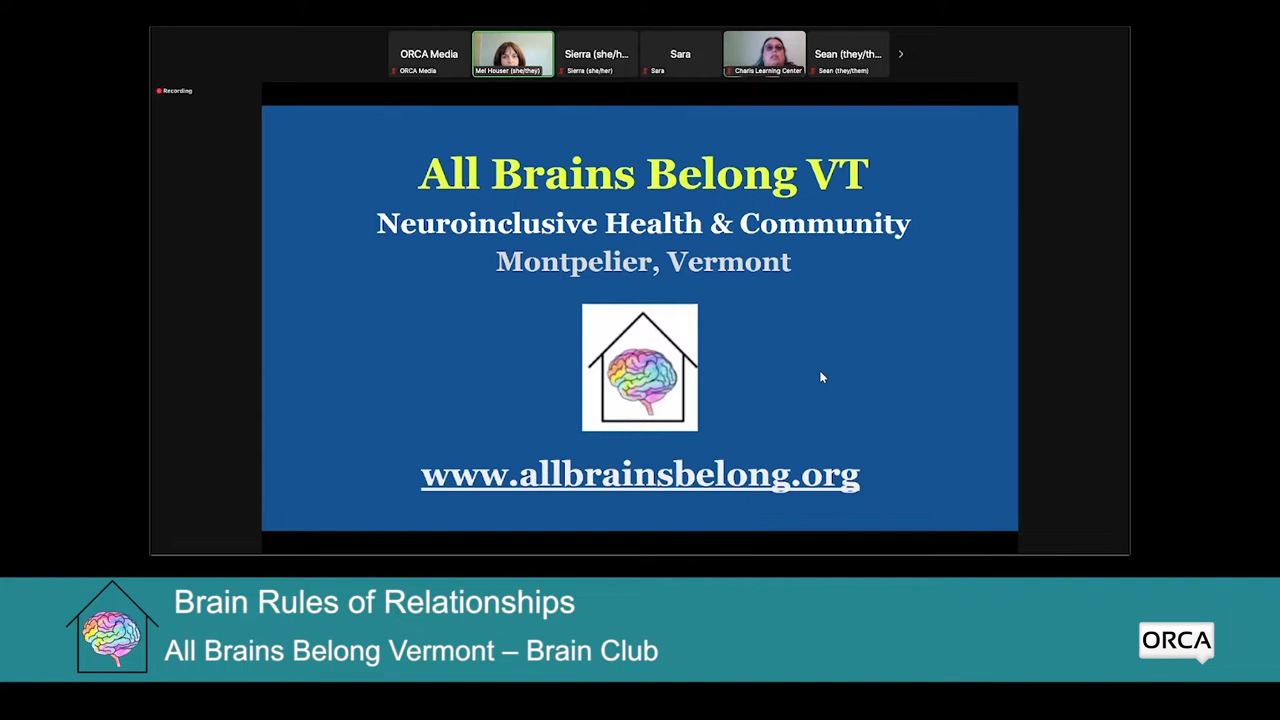 ORCA Media
Sierra (she/h...
Sara
Sean (they/th...
ORCA Media
Mel Houser (she/they)
Sierra (she/her)
Sara
Charis Learning Center
Sean (they/them)
Recording
All Brains Belong VT
Neuroinclusive Health & Community
Montpelier, Vermont
www.allbrainsbelong.org
Brain Rules of Relationships
All Brains Belong Vermont – Brain Club
ORCA